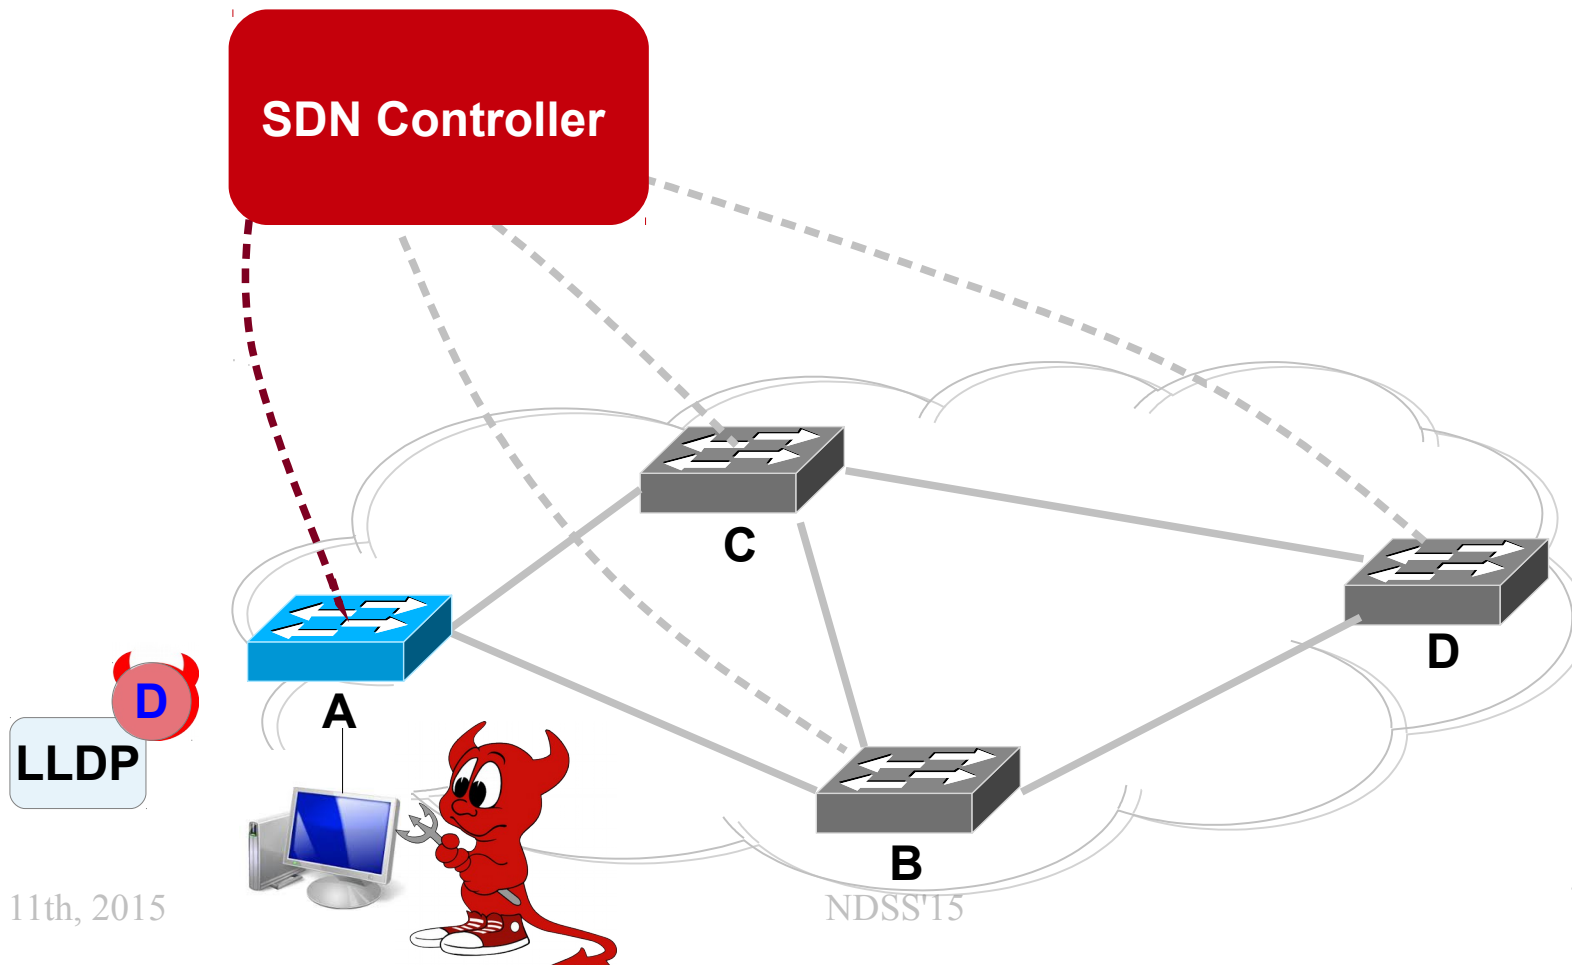 SDN Controller
C
D
A
D
LLDP
B
11th, 2015
NDSS'15